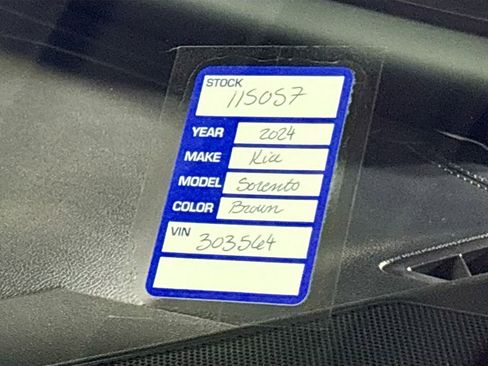 STOCK
115057
YEAR 2024
MAKE Kia
MODEL Sorento
COLOR Brown
VIN 303564